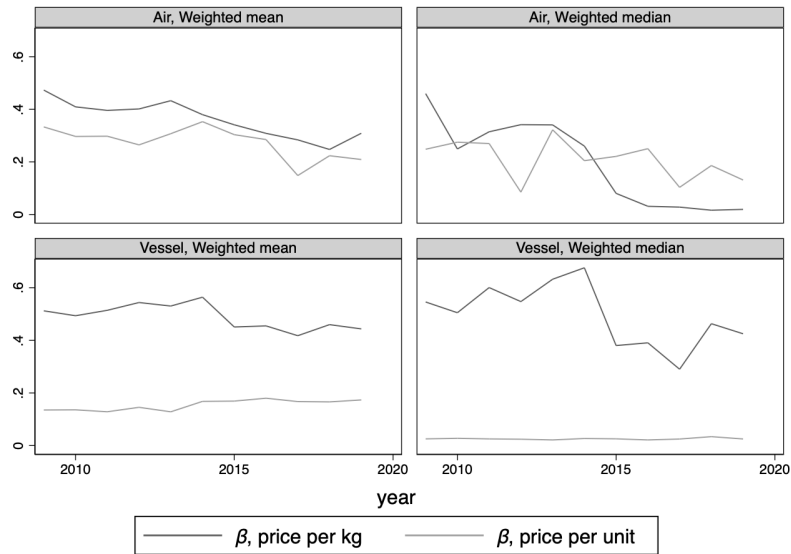 Air, Weighted mean
Air, Weighted median
.6
.4
.2
0
Vessel, Weighted mean
Vessel, Weighted median
.6
.4
.2
0
2010 2015 2020 2010 2015 2020
year
β, price per kg β, price per unit